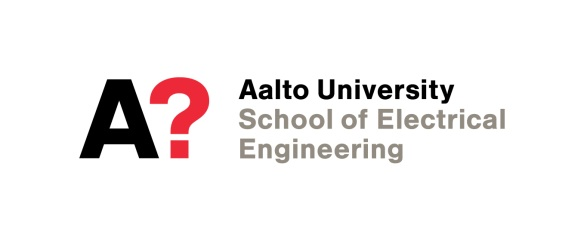 A? Aalto University
School of Electrical
Engineering